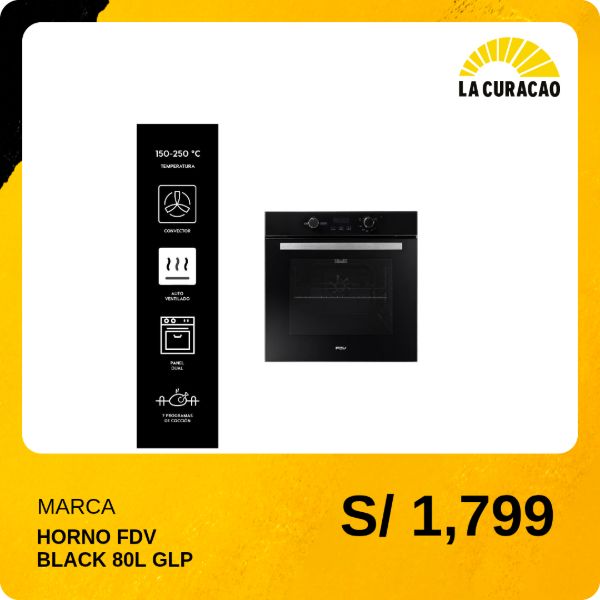 LA CURACAO
150-250 °C
TEMPERATURA
CONVECTOR
AUTO
VENTILADO
PANEL
DUAL
7 PROGRAMAS
DE COCCIÓN
FDV
MARCA
HORNO FDV
BLACK 80L GLP
S/ 1,799